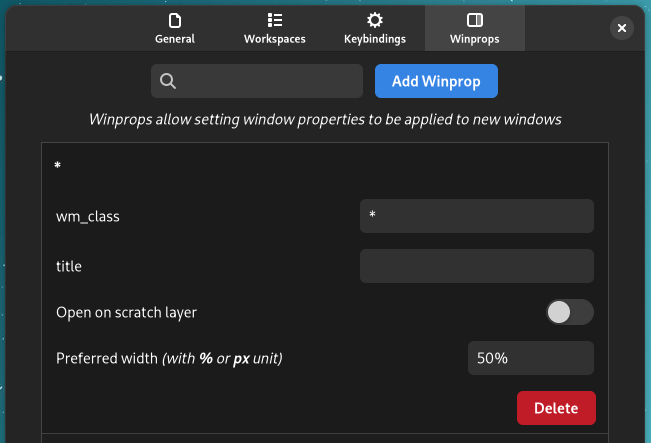 General
Workspaces
Keybindings
Winprops
Add Winprop
Winprops allow setting window properties to be applied to new windows
*
wm_class
*
title
Open on scratch layer
Preferred width (with % or px unit)
50%
Delete